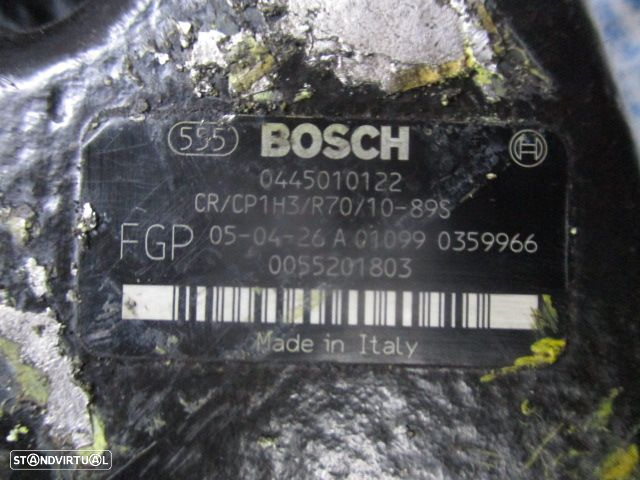 555 BOSCH
0445010122
CR/CP1H3/R70/10-89S
FGP 05-04-26 A 01099 0359966
0055201803
Made in Italy
STANDVIRTUAL